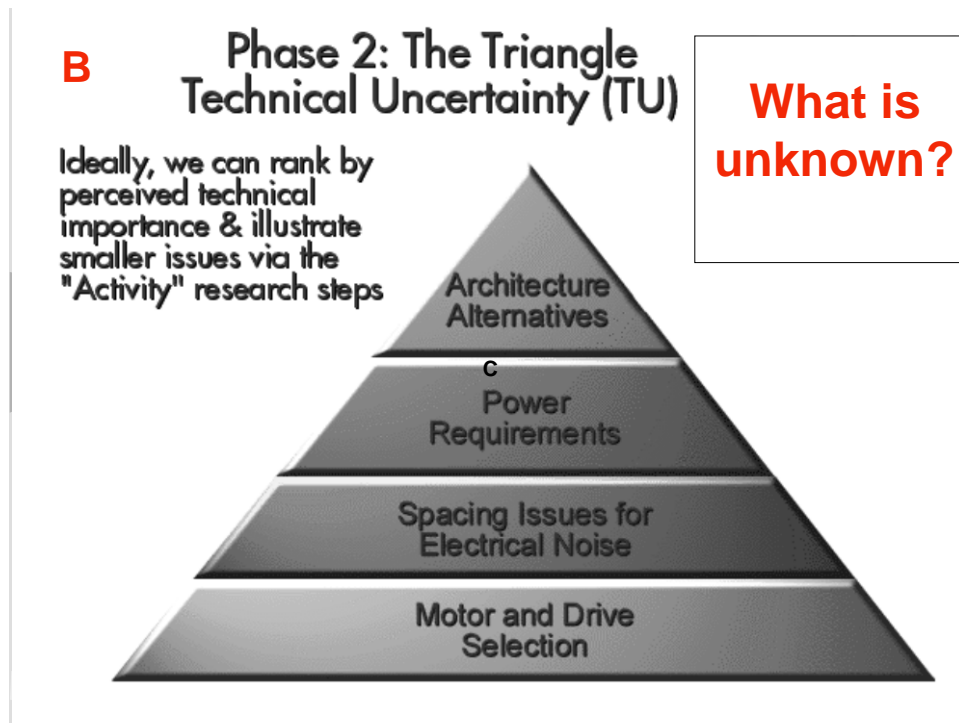 B
Phase 2: The Triangle
Technical Uncertainty (TU)
What is
unknown?
Ideally, we can rank by
perceived technical
importance & illustrate
smaller issues via the
"Activity" research steps
Architecture
Alternatives
C
Power
Requirements
Spacing Issues for
Electrical Noise
Motor and Drive
Selection